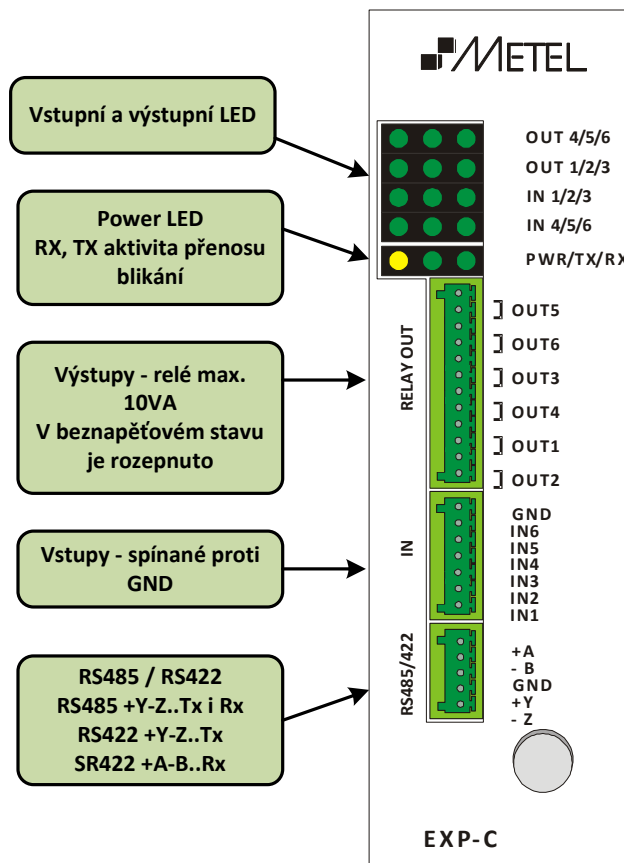 METEL
Vstupní a výstupní LED
OUT 4/5/6
OUT 1/2/3
IN 1/2/3
IN 4/5/6
PWR/TX/RX
Power LED
RX, TX aktivita přenosu
blikání
RELAY OUT
OUT5
OUT6
OUT3
OUT4
OUT1
OUT2
Výstupy - relé max.
10VA
V beznapěťovém stavu
je rozepnuto
IN
GND
IN6
IN5
IN4
IN3
IN2
IN1
Vstupy - spínané proti
GND
RS485/422
+A
- B
GND
+Y
- Z
RS485 / RS422
RS485 +Y-Z..Tx i Rx
RS422 +Y-Z..Tx
SR422 +A-B..Rx
EXP-C